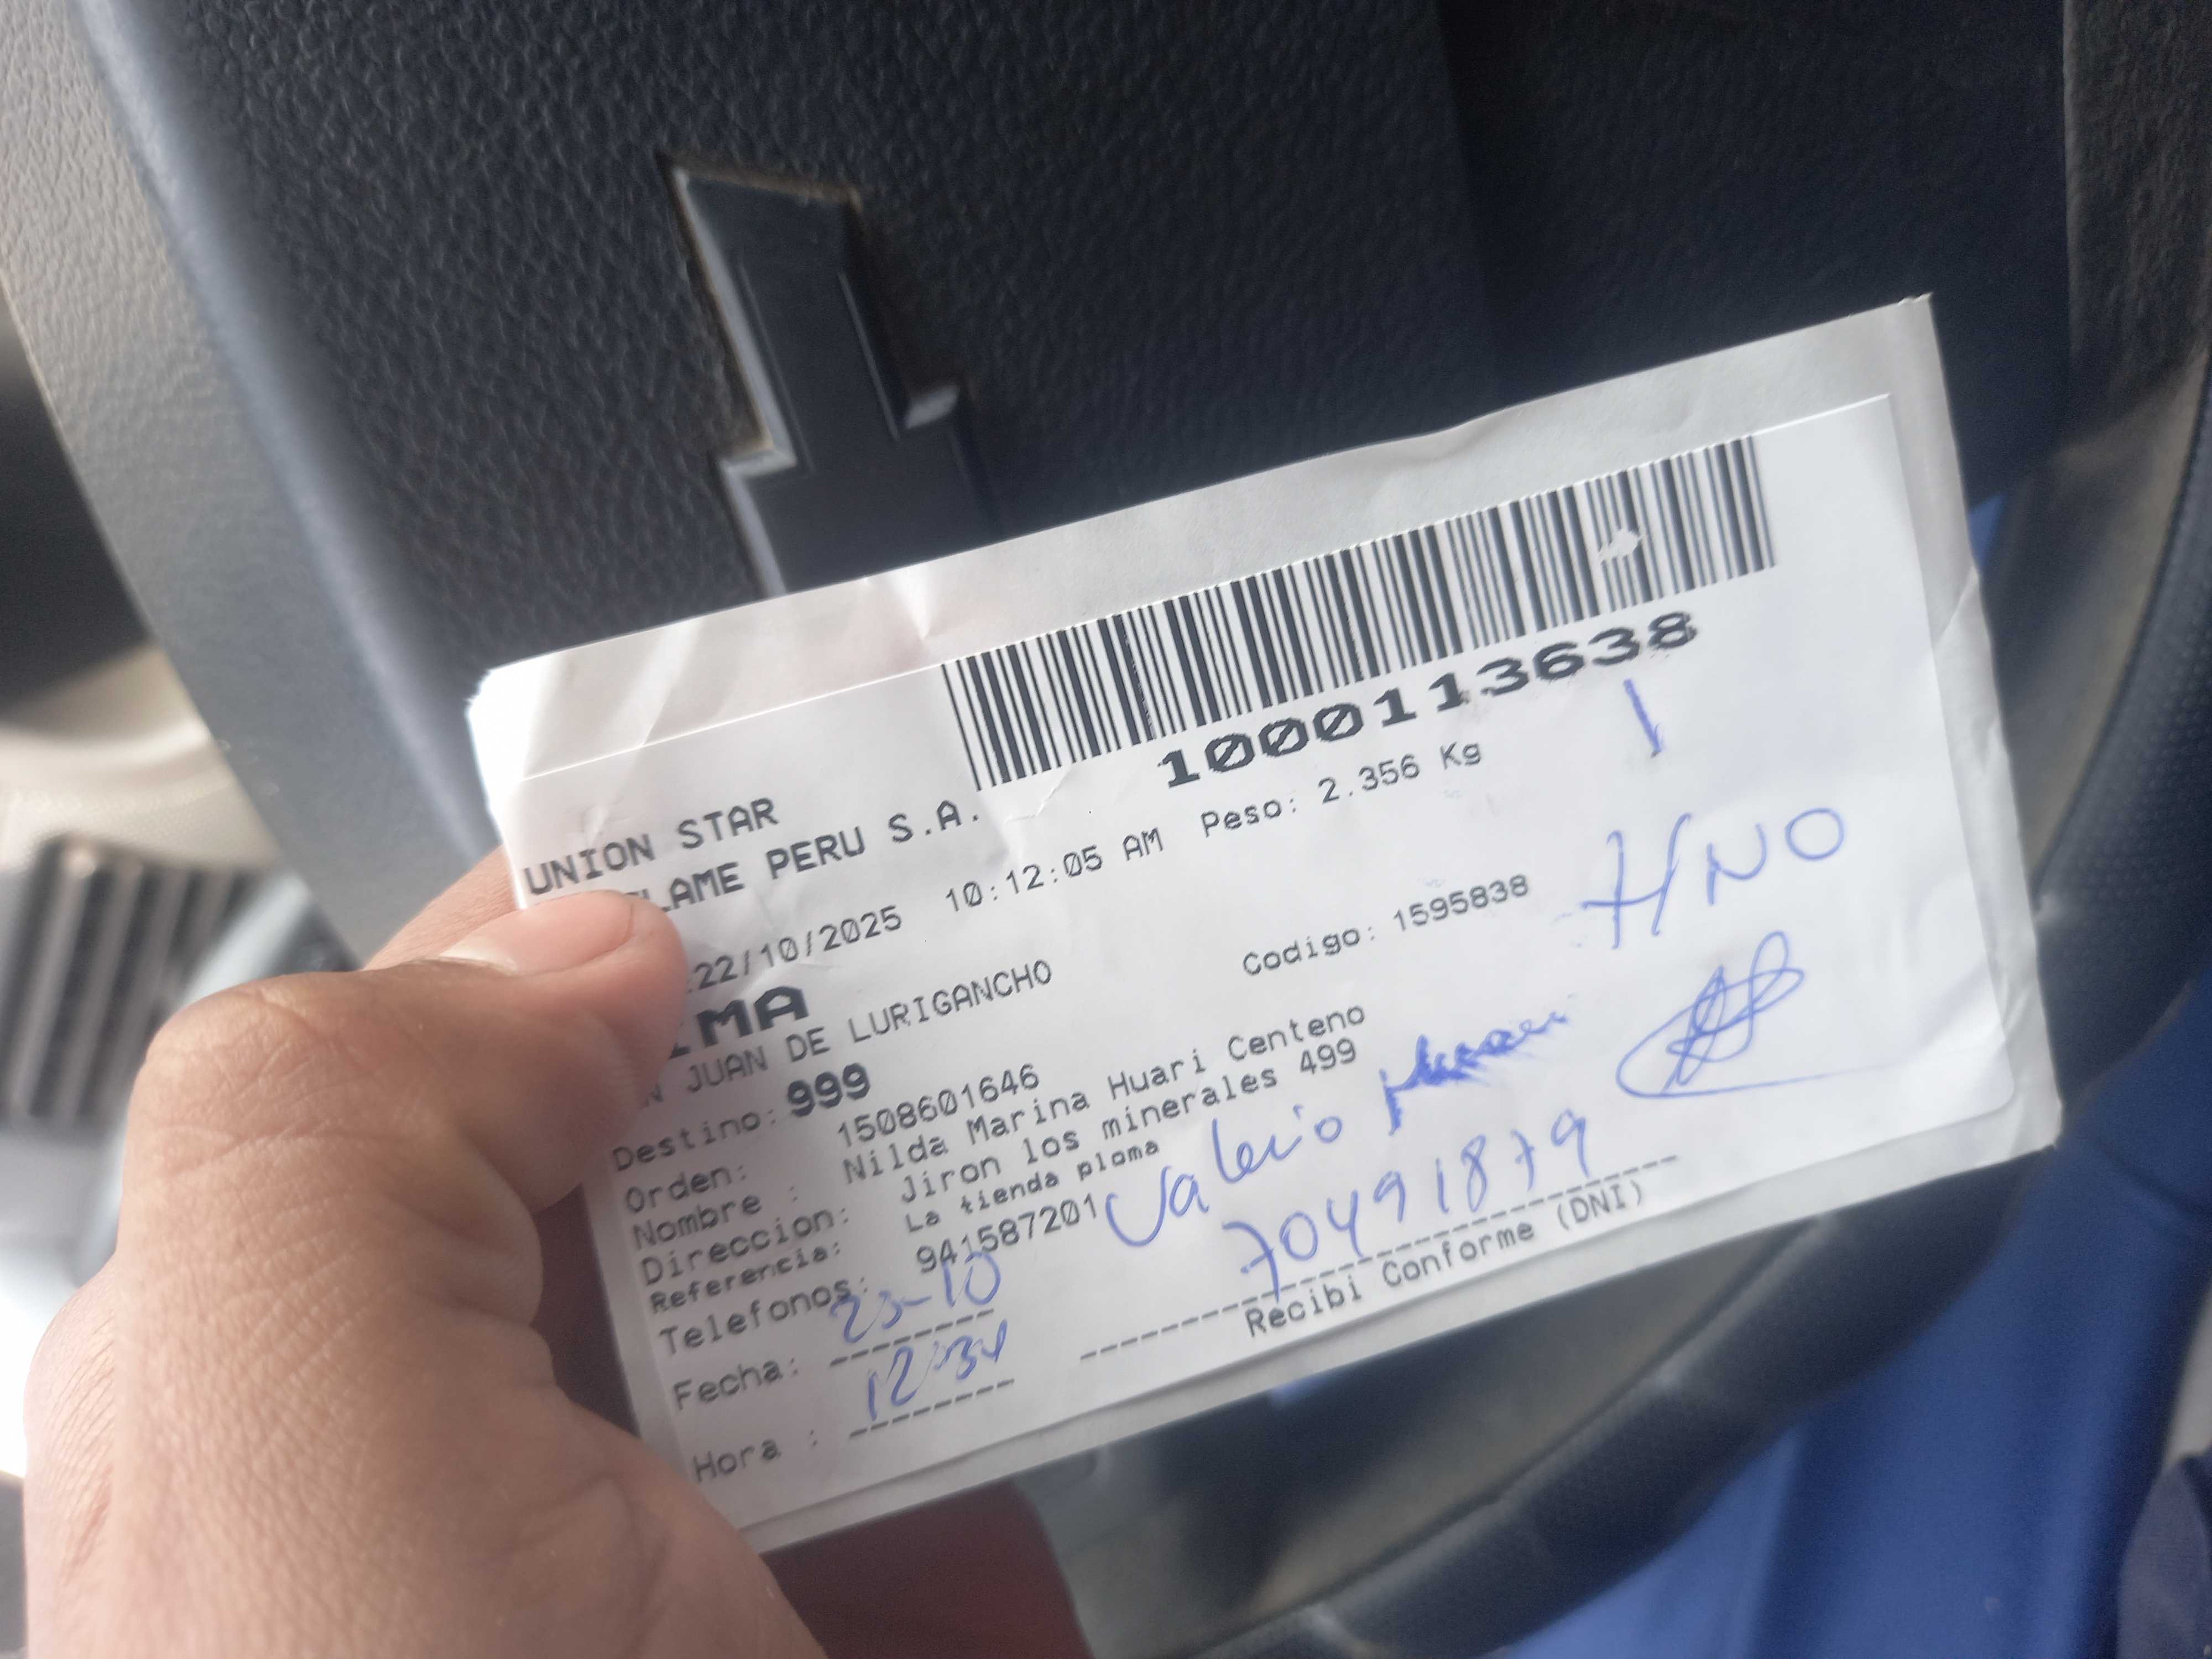 1000113638
UNION STAR
LAME PERU S.A.
22/10/2025 10:12:05 AM Peso: 2.356 Kg
IMA
N JUAN DE LURIGANCHO Codigo: 1595838
HNO
Destino: 999
Orden: 1508601646
Nombre : Nilda Marina Huari Centeno
Direccion: Jiron los minerales 499
Referencia: La tienda ploma
Telefonos: 941587201
Valerio
70491879
Fecha: 23-10
Hora : 12:34
Recibi Conforme (DNI)